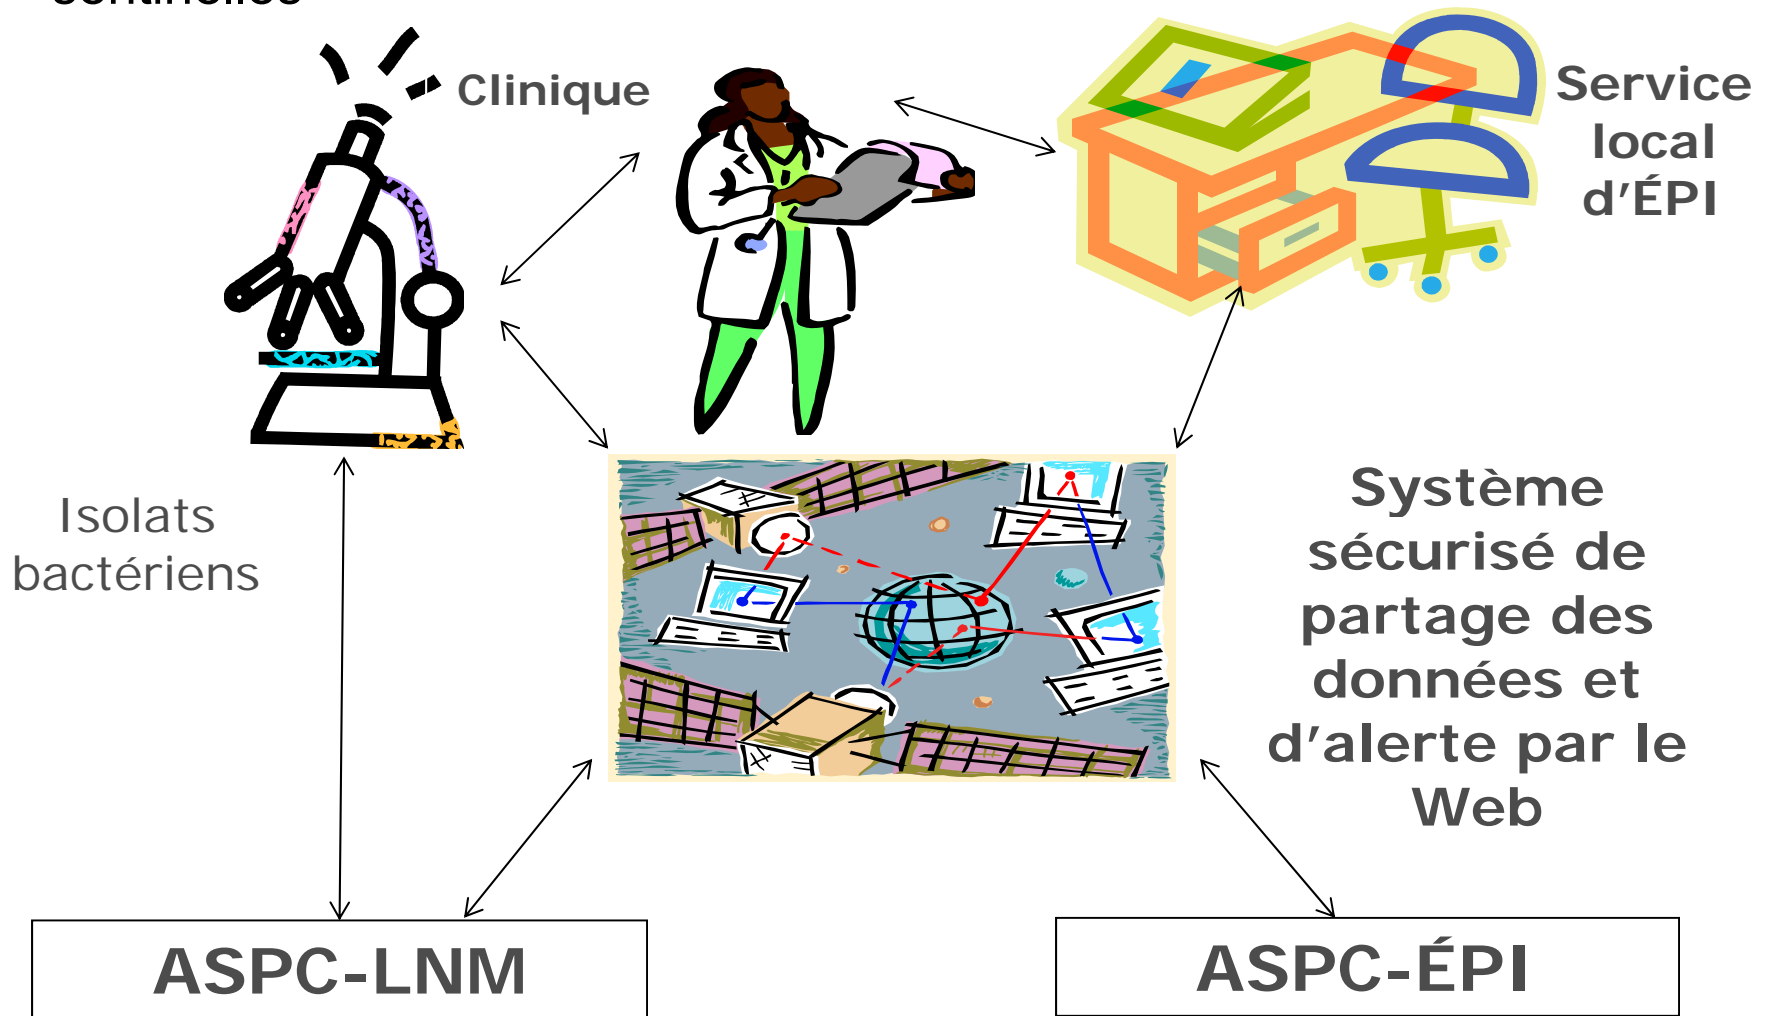 Clinique
Service
local
d'ÉPI
Isolats
bactériens
Système
sécurisé de
partage des
données et
d'alerte par le
Web
ASPC-LNM
ASPC-ÉPI